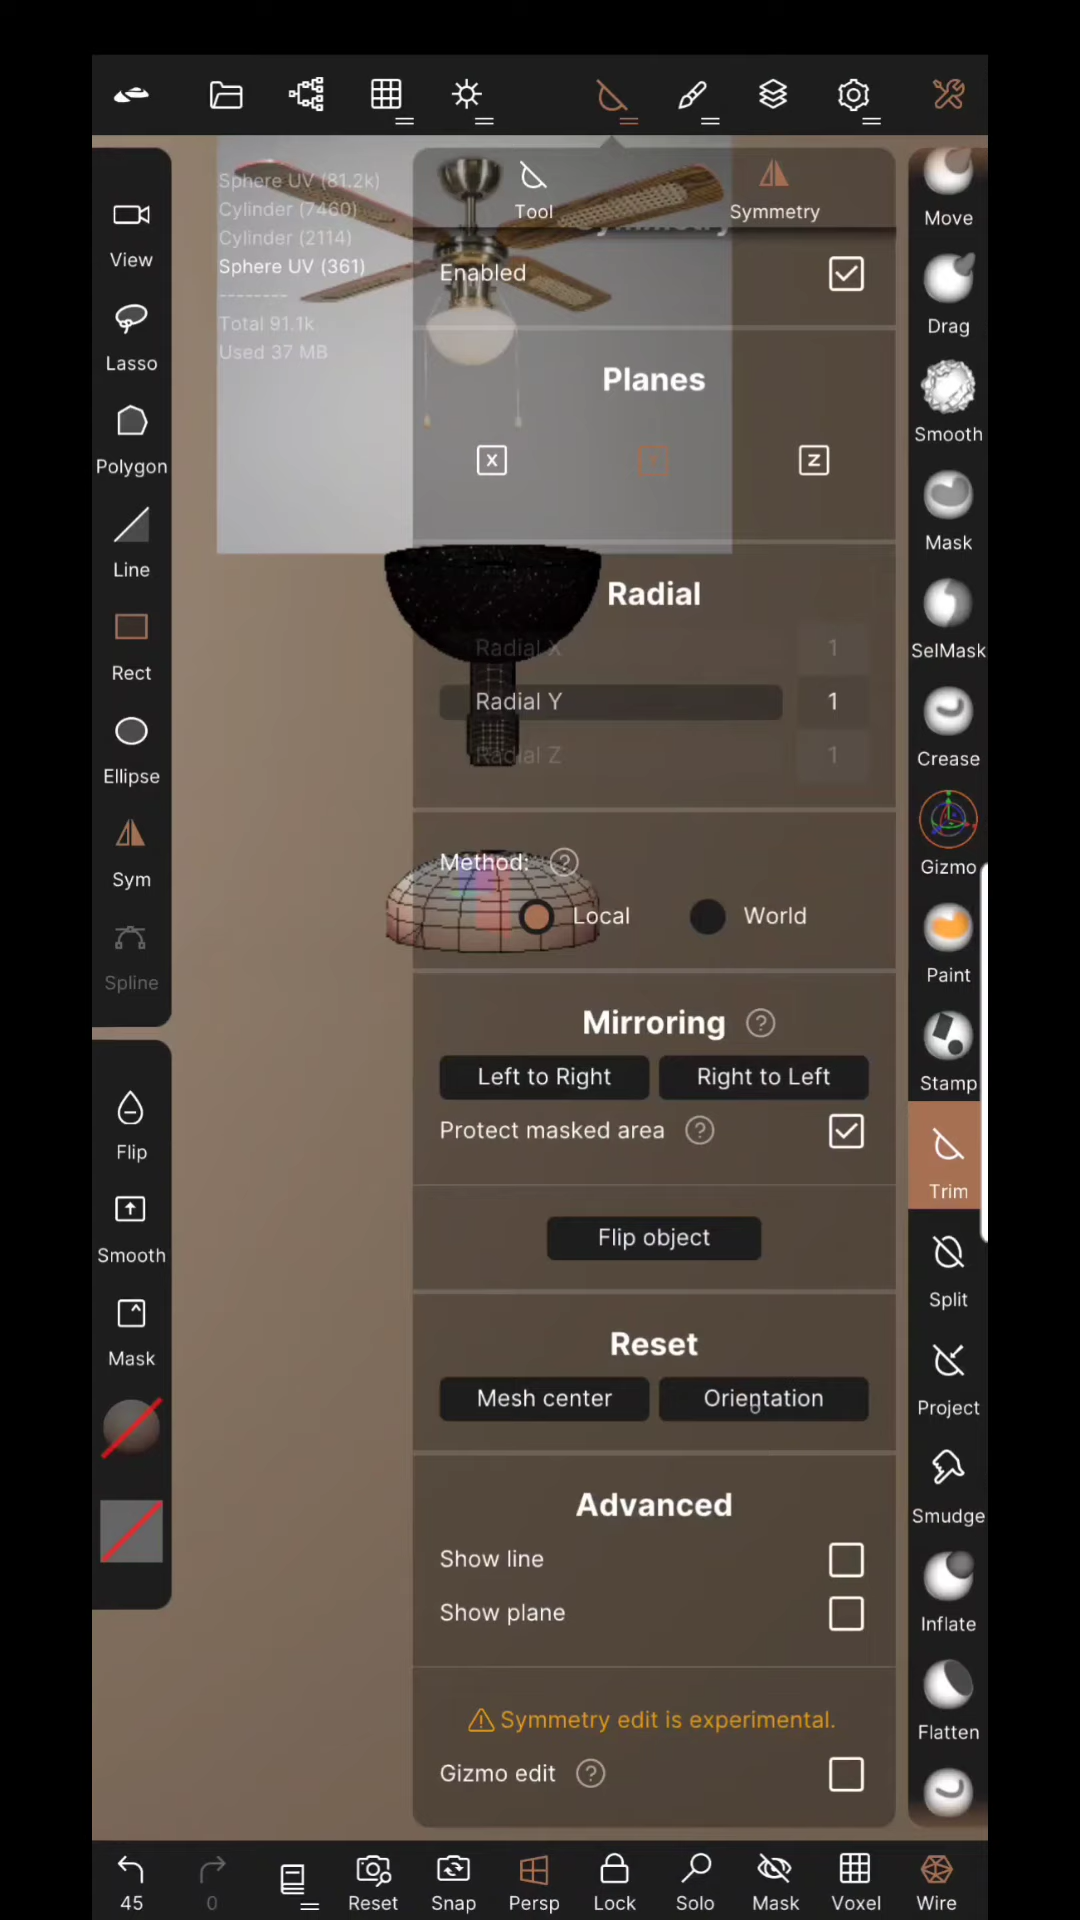 Sphere UV (81.2k)
Cylinder (7460)
Cylinder (2114)
Sphere UV (361)
--------
Total 91.1k
Used 37 MB
View
Lasso
Polygon
Line
Rect
Ellipse
Sym
Spline
Flip
Smooth
Mask
Tool
Symmetry
Symmetry
Enabled
Planes
X
Y
Z
Radial
Radial X 1
Radial Y 1
Radial Z 1
Method: ?
Local World
Mirroring ?
Left to Right Right to Left
Protect masked area ?
Flip object
Reset
Mesh center Orientation
Advanced
Show line
Show plane
Symmetry edit is experimental.
Gizmo edit ?
Move
Drag
Smooth
Mask
SelMask
Crease
Gizmo
Paint
Stamp
Trim
Split
Project
Smudge
Inflate
Flatten
45
0
Reset
Snap
Persp
Lock
Solo
Mask
Voxel
Wire